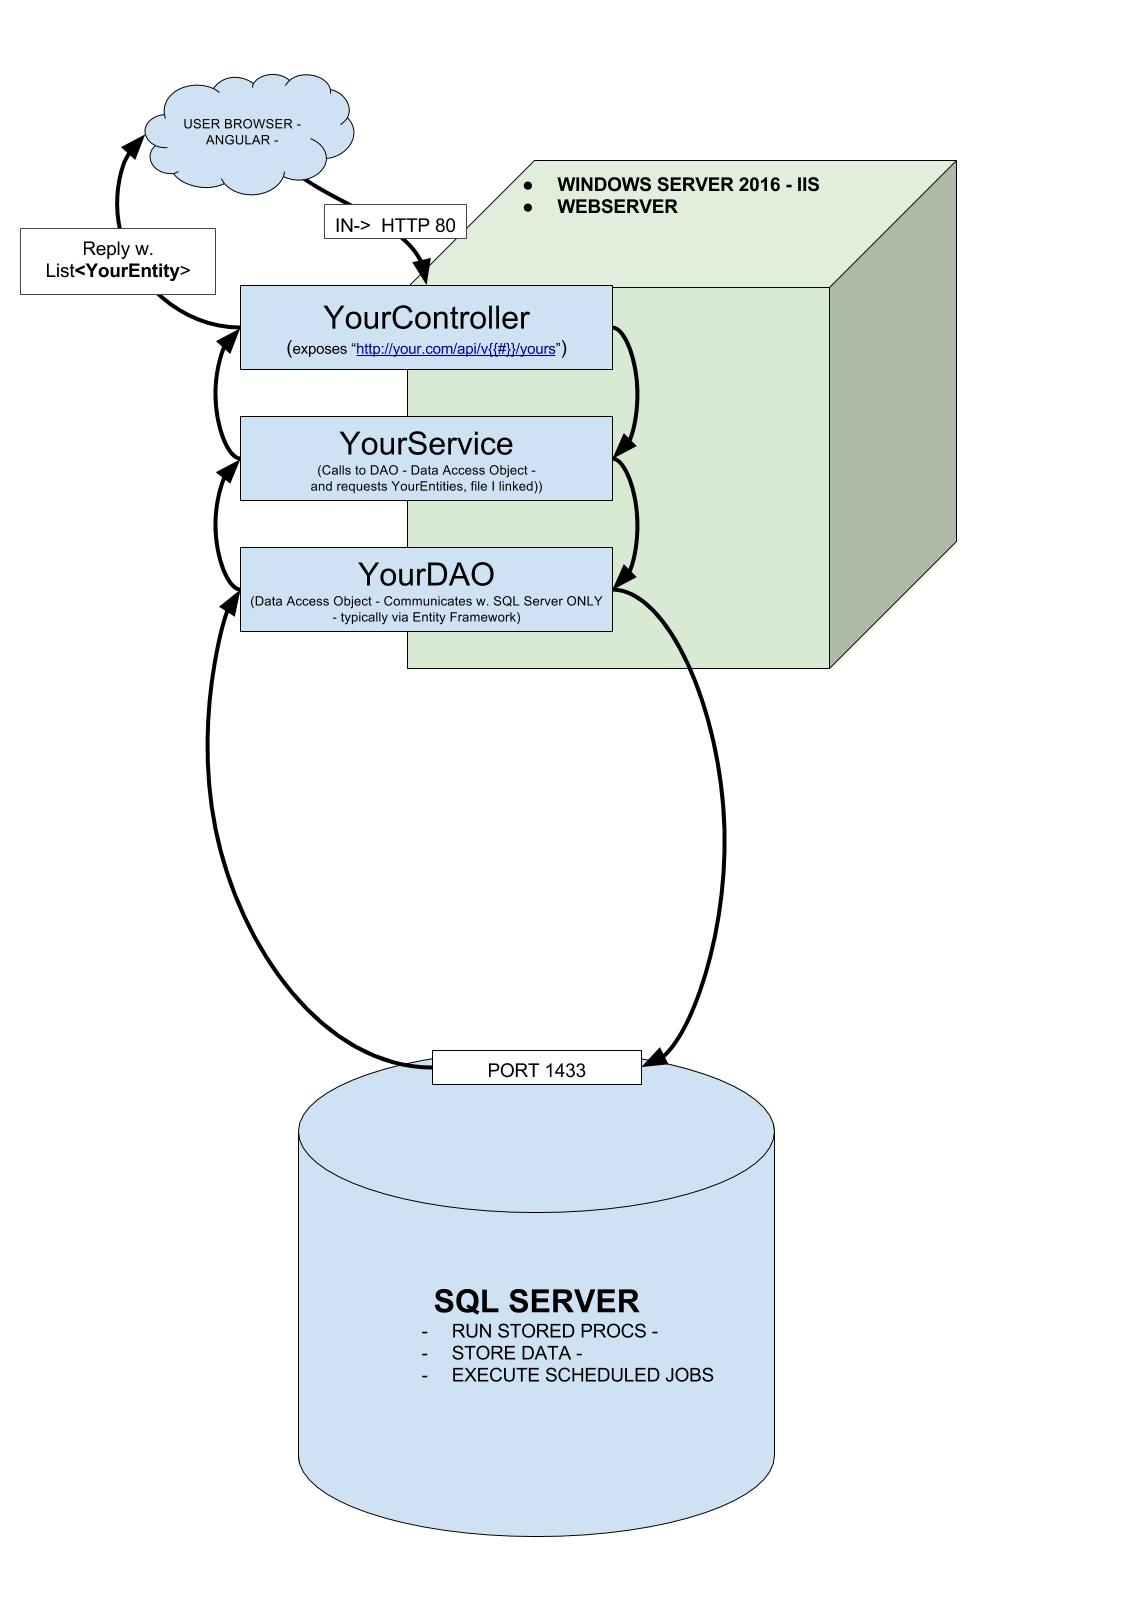 USER BROWSER -
ANGULAR -
● WINDOWS SERVER 2016 - IIS
● WEBSERVER
IN-> HTTP 80
Reply w.
List<YourEntity>
YourController
(exposes “http://your.com/api/v{{#}}/yours”)
YourService
(Calls to DAO - Data Access Object -
and requests YourEntities, file I linked))
YourDAO
(Data Access Object - Communicates w. SQL Server ONLY
- typically via Entity Framework)
PORT 1433
SQL SERVER
- RUN STORED PROCS -
- STORE DATA -
- EXECUTE SCHEDULED JOBS